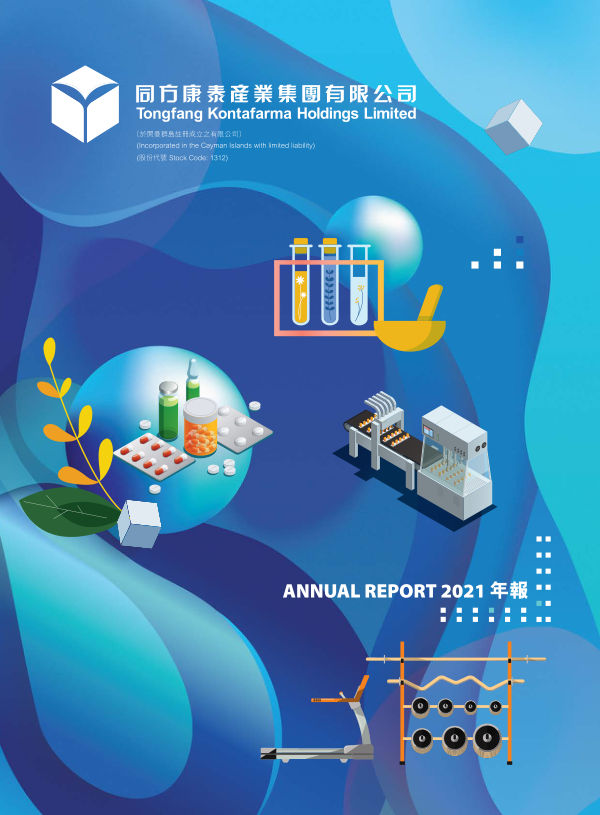 同方康泰產業集團有限公司
Tongfang Kontafarma Holdings Limited
(於開曼群島註冊成立之有限公司)
(Incorporated in the Cayman Islands with limited liability)
(股份代號 Stock Code: 1312)
ANNUAL REPORT 2021 年報